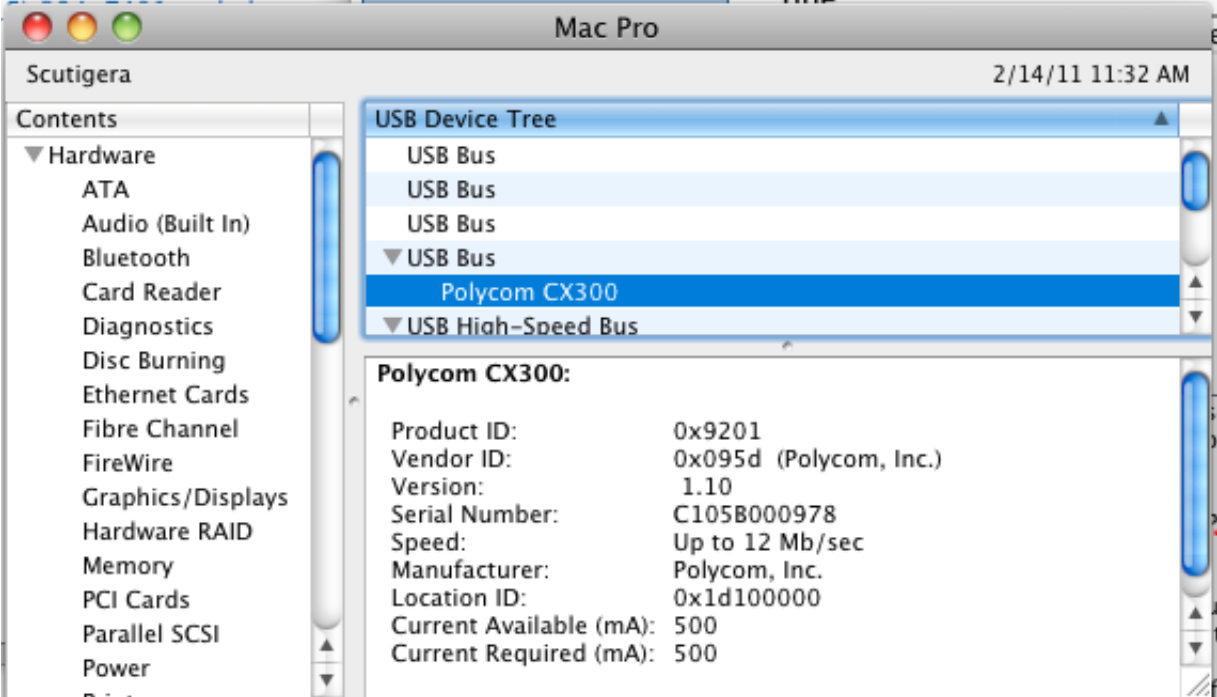 Mac Pro
Scutigera
2/14/11 11:32 AM
Contents
Hardware
ATA
Audio (Built In)
Bluetooth
Card Reader
Diagnostics
Disc Burning
Ethernet Cards
Fibre Channel
FireWire
Graphics/Displays
Hardware RAID
Memory
PCI Cards
Parallel SCSI
Power
USB Device Tree
USB Bus
USB Bus
USB Bus
USB Bus
Polycom CX300
USB High-Speed Bus
Polycom CX300:
Product ID: 0x9201
Vendor ID: 0x095d (Polycom, Inc.)
Version: 1.10
Serial Number: C105B000978
Speed: Up to 12 Mb/sec
Manufacturer: Polycom, Inc.
Location ID: 0x1d100000
Current Available (mA): 500
Current Required (mA): 500